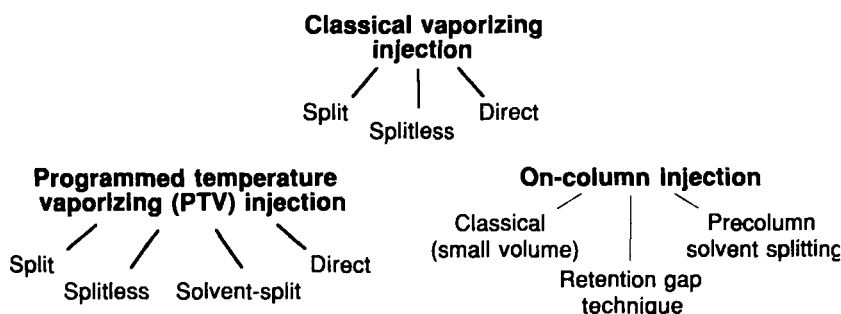 Classical vaporizing
injection
Split
Splitless
Direct
Programmed temperature
vaporizing (PTV) injection
Split
Splitless
Solvent-split
Direct
On-column injection
Classical
(small volume)
Retention gap
technique
Precolumn
solvent splitting